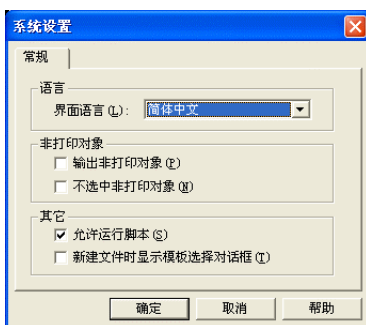 系统设置
常规
语言
界面语言(L): 简体中文
非打印对象
输出非打印对象(P)
不选中非打印对象(N)
其它
允许运行脚本(S)
新建文件时显示模板选择对话框(T)
确定 取消 帮助